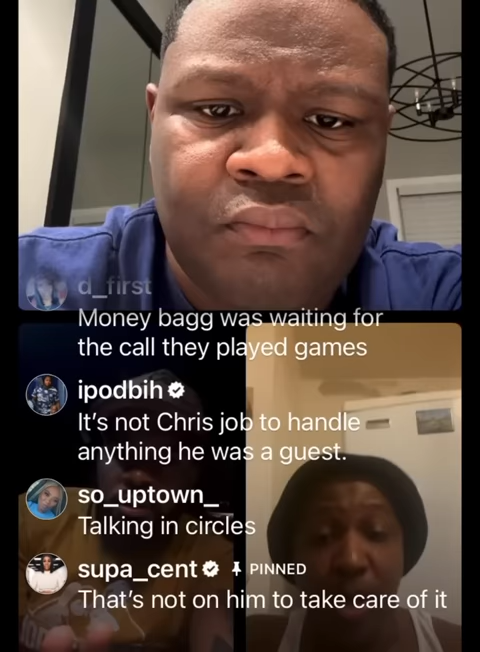 d_first
Money bagg was waiting for
the call they played games
ipodbih
It's not Chris job to handle
anything he was a guest.
so_uptown_
Talking in circles
supa_cent PINNED
That's not on him to take care of it